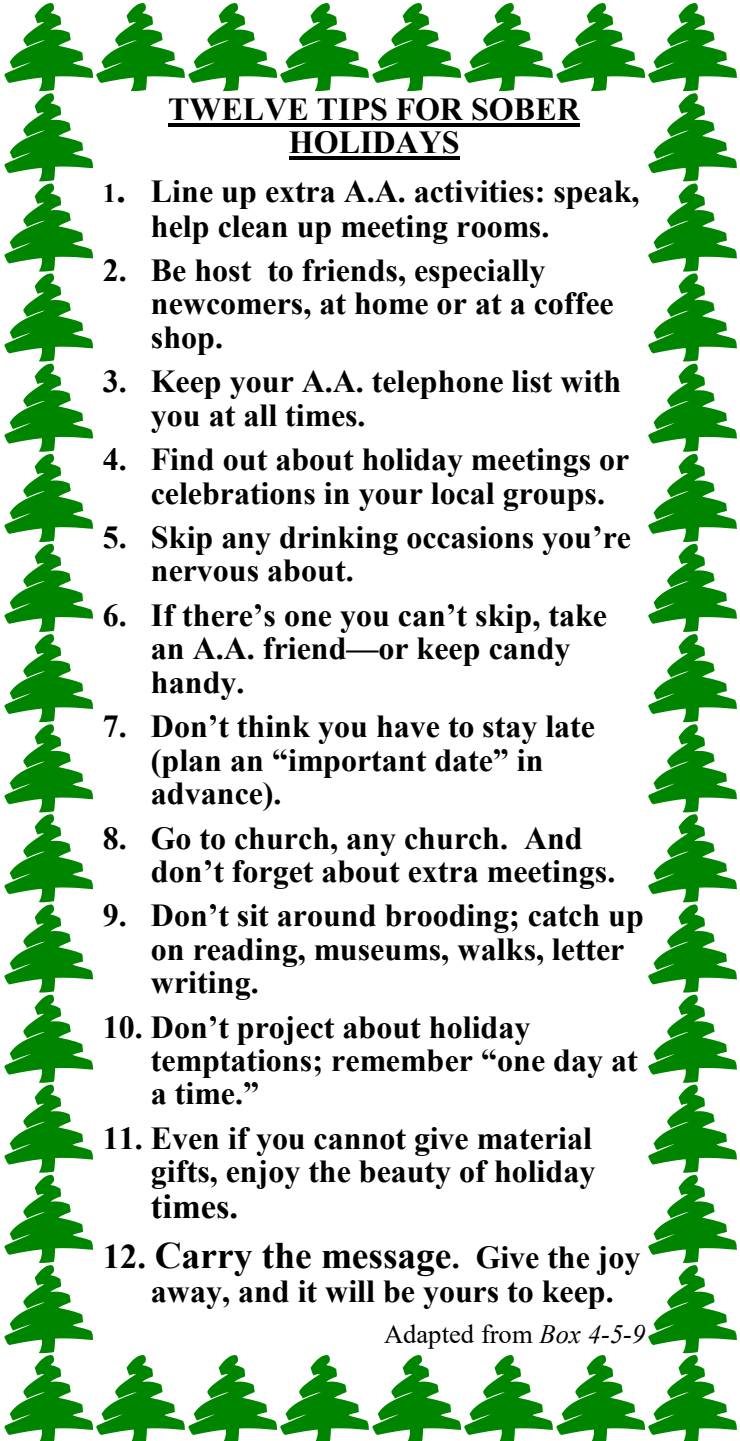 TWELVE TIPS FOR SOBER
HOLIDAYS
1. Line up extra A.A. activities: speak,
help clean up meeting rooms.
2. Be host  to friends, especially
newcomers, at home or at a coffee
shop.
3. Keep your A.A. telephone list with
you at all times.
4. Find out about holiday meetings or
celebrations in your local groups.
5. Skip any drinking occasions you’re
nervous about.
6. If there’s one you can’t skip, take
an A.A. friend—or keep candy
handy.
7. Don’t think you have to stay late
(plan an “important date” in
advance).
8. Go to church, any church.  And
don’t forget about extra meetings.
9. Don’t sit around brooding; catch up
on reading, museums, walks, letter
writing.
10. Don’t project about holiday
temptations; remember “one day at
a time.”
11. Even if you cannot give material
gifts, enjoy the beauty of holiday
times.
12. Carry the message.  Give the joy
away, and it will be yours to keep.
Adapted from Box 4-5-9